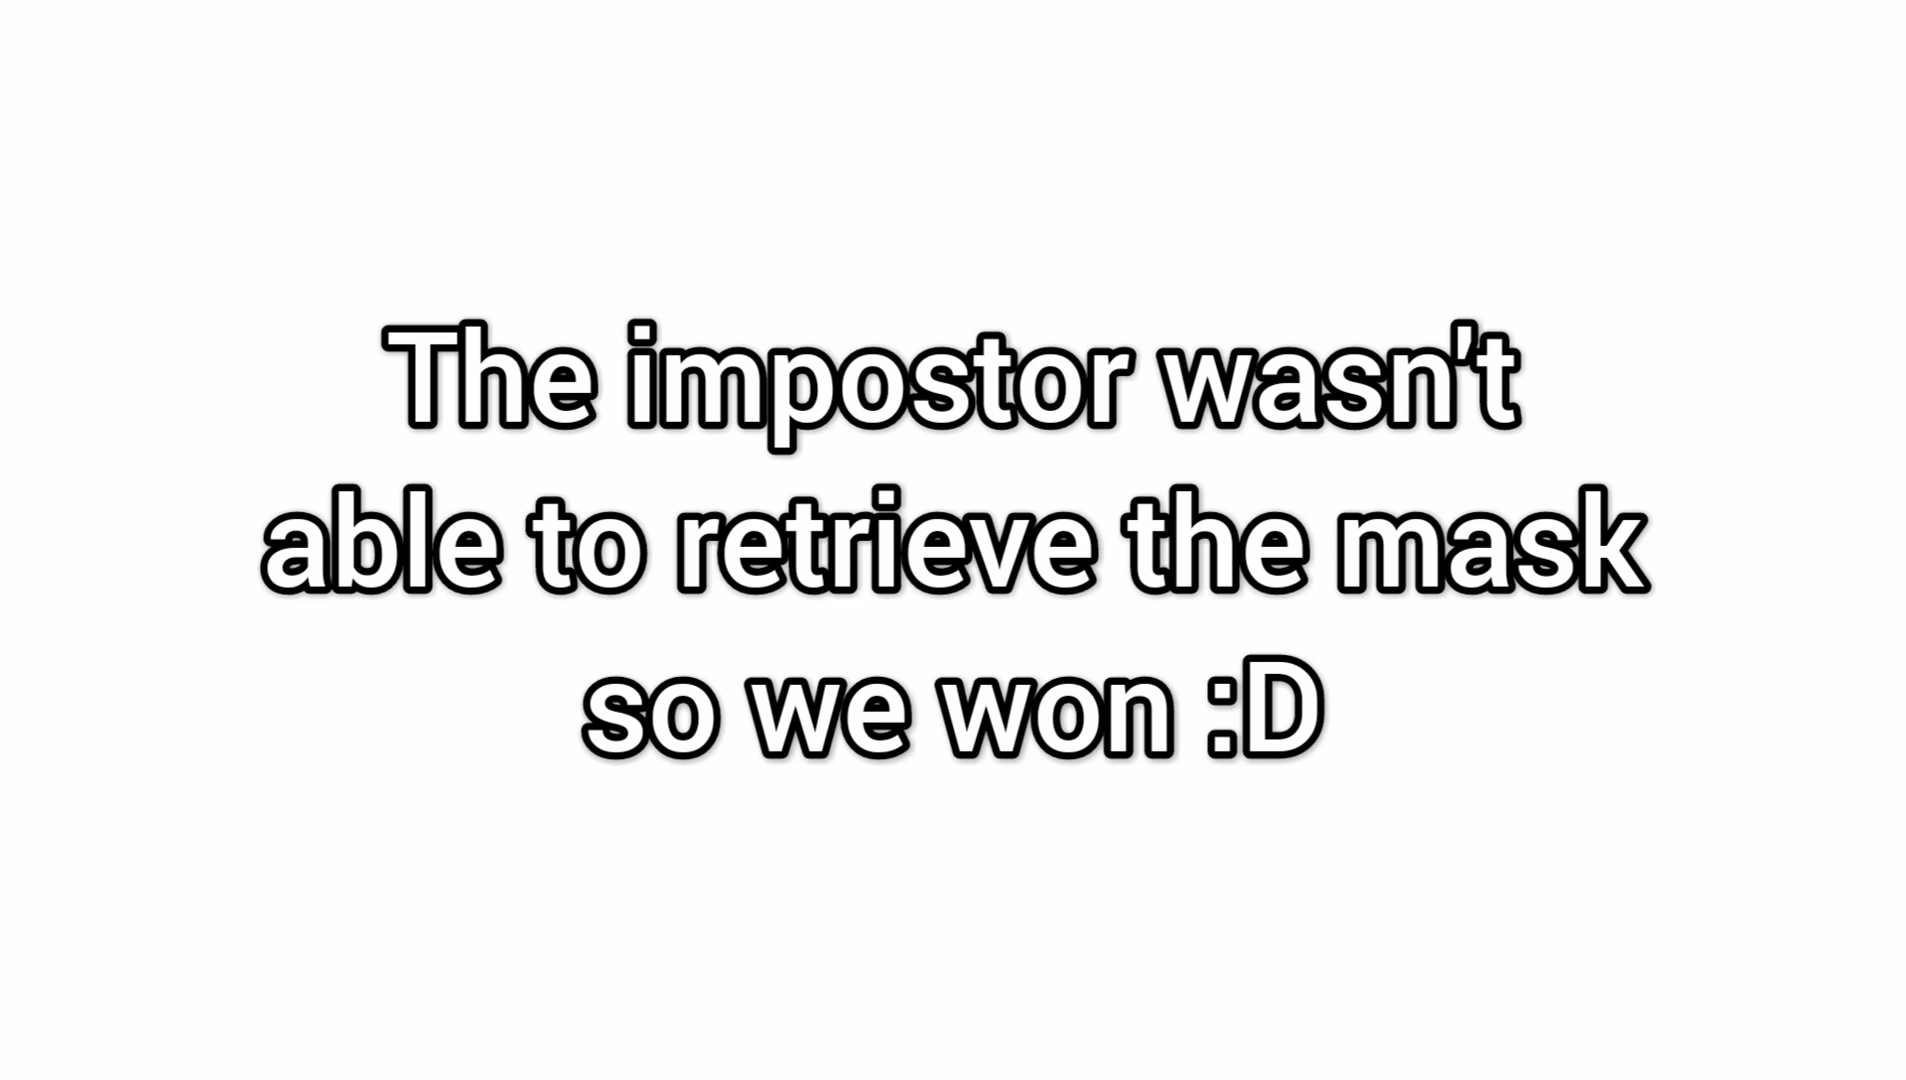 The impostor wasn't
able to retrieve the mask
so we won :D